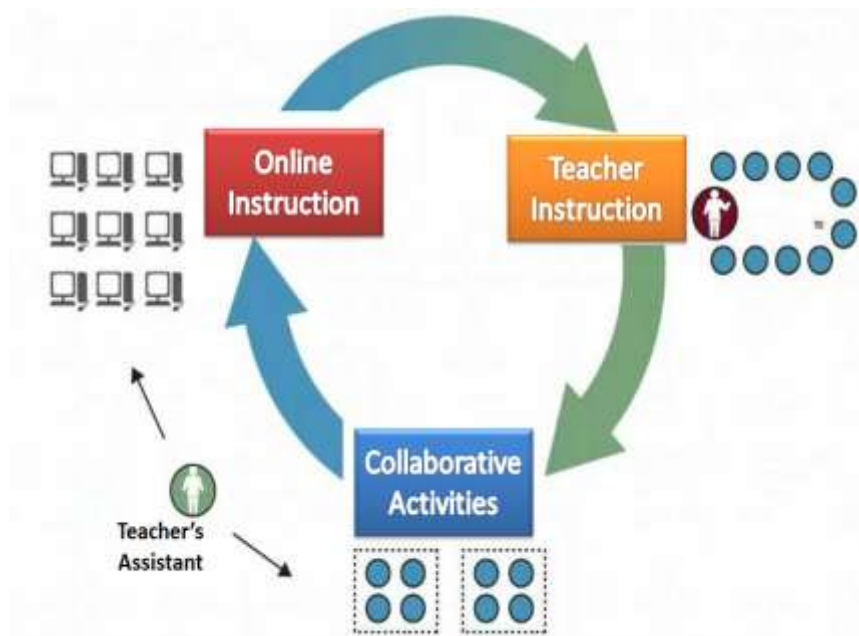 Online
Instruction
Teacher
Instruction
Collaborative
Activities
Teacher's
Assistant